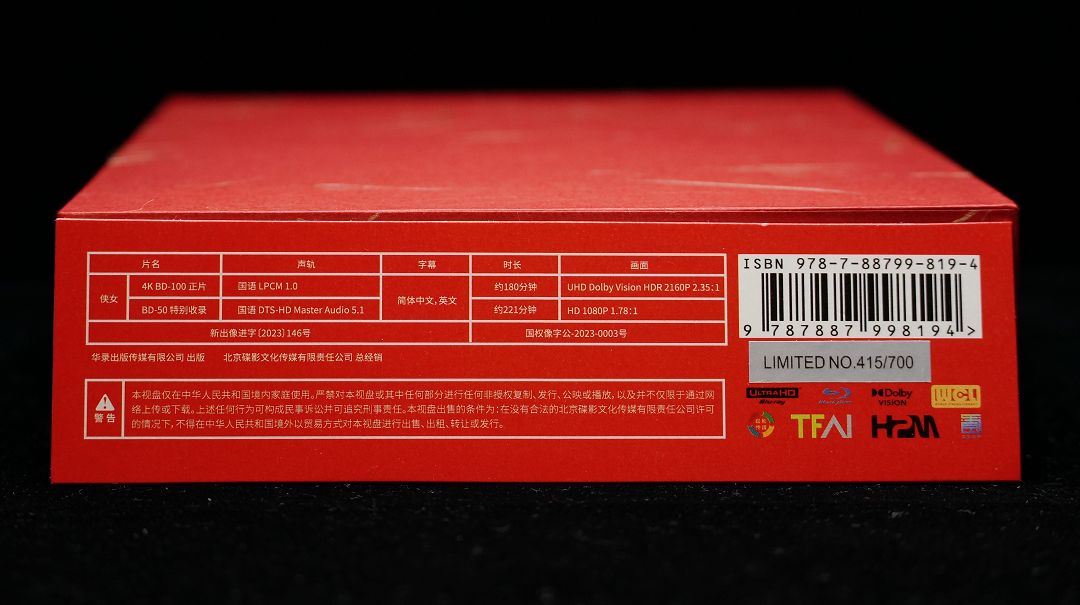 片名 声轨 字幕 时长 画面
侠女 4K BD-100 正片 国语 LPCM 1.0 简体中文,英文 约180分钟 UHD Dolby Vision HDR 2160P 2.35:1
BD-50 特别收录 国语 DTS-HD Master Audio 5.1 约221分钟 HD 1080P 1.78:1
新出像进字〔2023〕146号 国权像字公-2023-0003号
华录出版传媒有限公司 出版 北京碟影文化传媒有限责任公司 总经销
警告
本视盘仅在中华人民共和国境内家庭使用。严禁对本视盘或其中任何部分进行任何非授权复制、发行、公映或播放,以及并不仅限于通过网
络上传或下载。上述任何行为可构成民事诉讼并可追究刑事责任。本视盘出售的条件为:在没有合法的北京碟影文化传媒有限责任公司许可
的情况下,不得在中华人民共和国境外以贸易方式对本视盘进行出售、出租、转让或发行。
ISBN 978-7-88799-819-4
9 787887 998194 >
LIMITED NO.415/700
ULTRA HD Blu-ray
Blu-ray Disc
Dolby VISION
WCL
TFAI